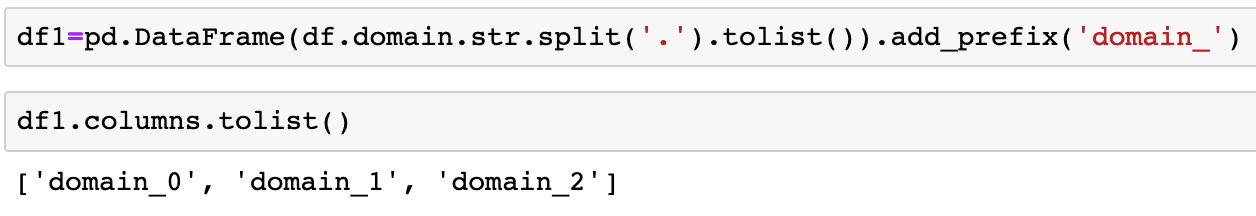 df1=pd.DataFrame(df.domain.str.split('.').tolist()).add_prefix('domain_')
df1.columns.tolist()
['domain_0', 'domain_1', 'domain_2']